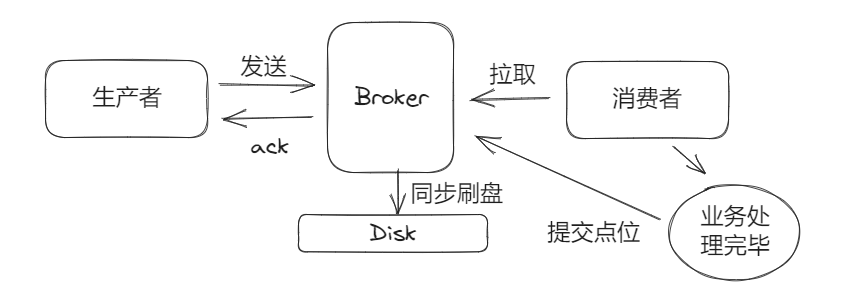 生产者
发送
ack
Broker
拉取
消费者
同步刷盘
Disk
提交点位
业务处
理完毕